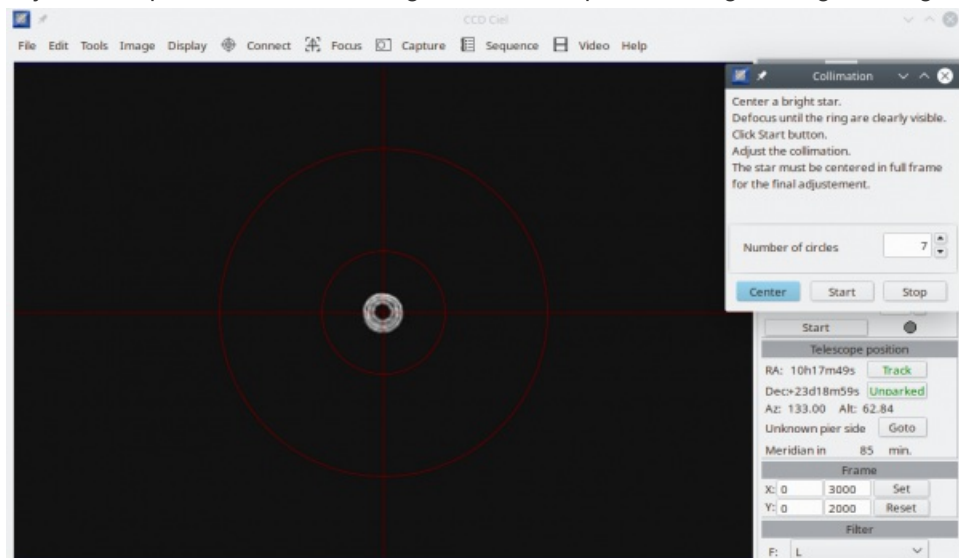 CCD Ciel
File Edit Tools Image Display Connect Focus Capture Sequence Video Help
Collimation
Center a bright star.
Defocus until the ring are clearly visible.
Click Start button.
Adjust the collimation.
The star must be centered in full frame
for the final adjustement.
Number of circles 7
Center Start Stop
Start
Telescope position
RA: 10h17m49s Track
Dec:+23d18m59s Unparked
Az: 133.00 Alt: 62.84
Unknown pier side Goto
Meridian in 85 min.
Frame
X: 0 3000 Set
Y: 0 2000 Reset
Filter
F: L